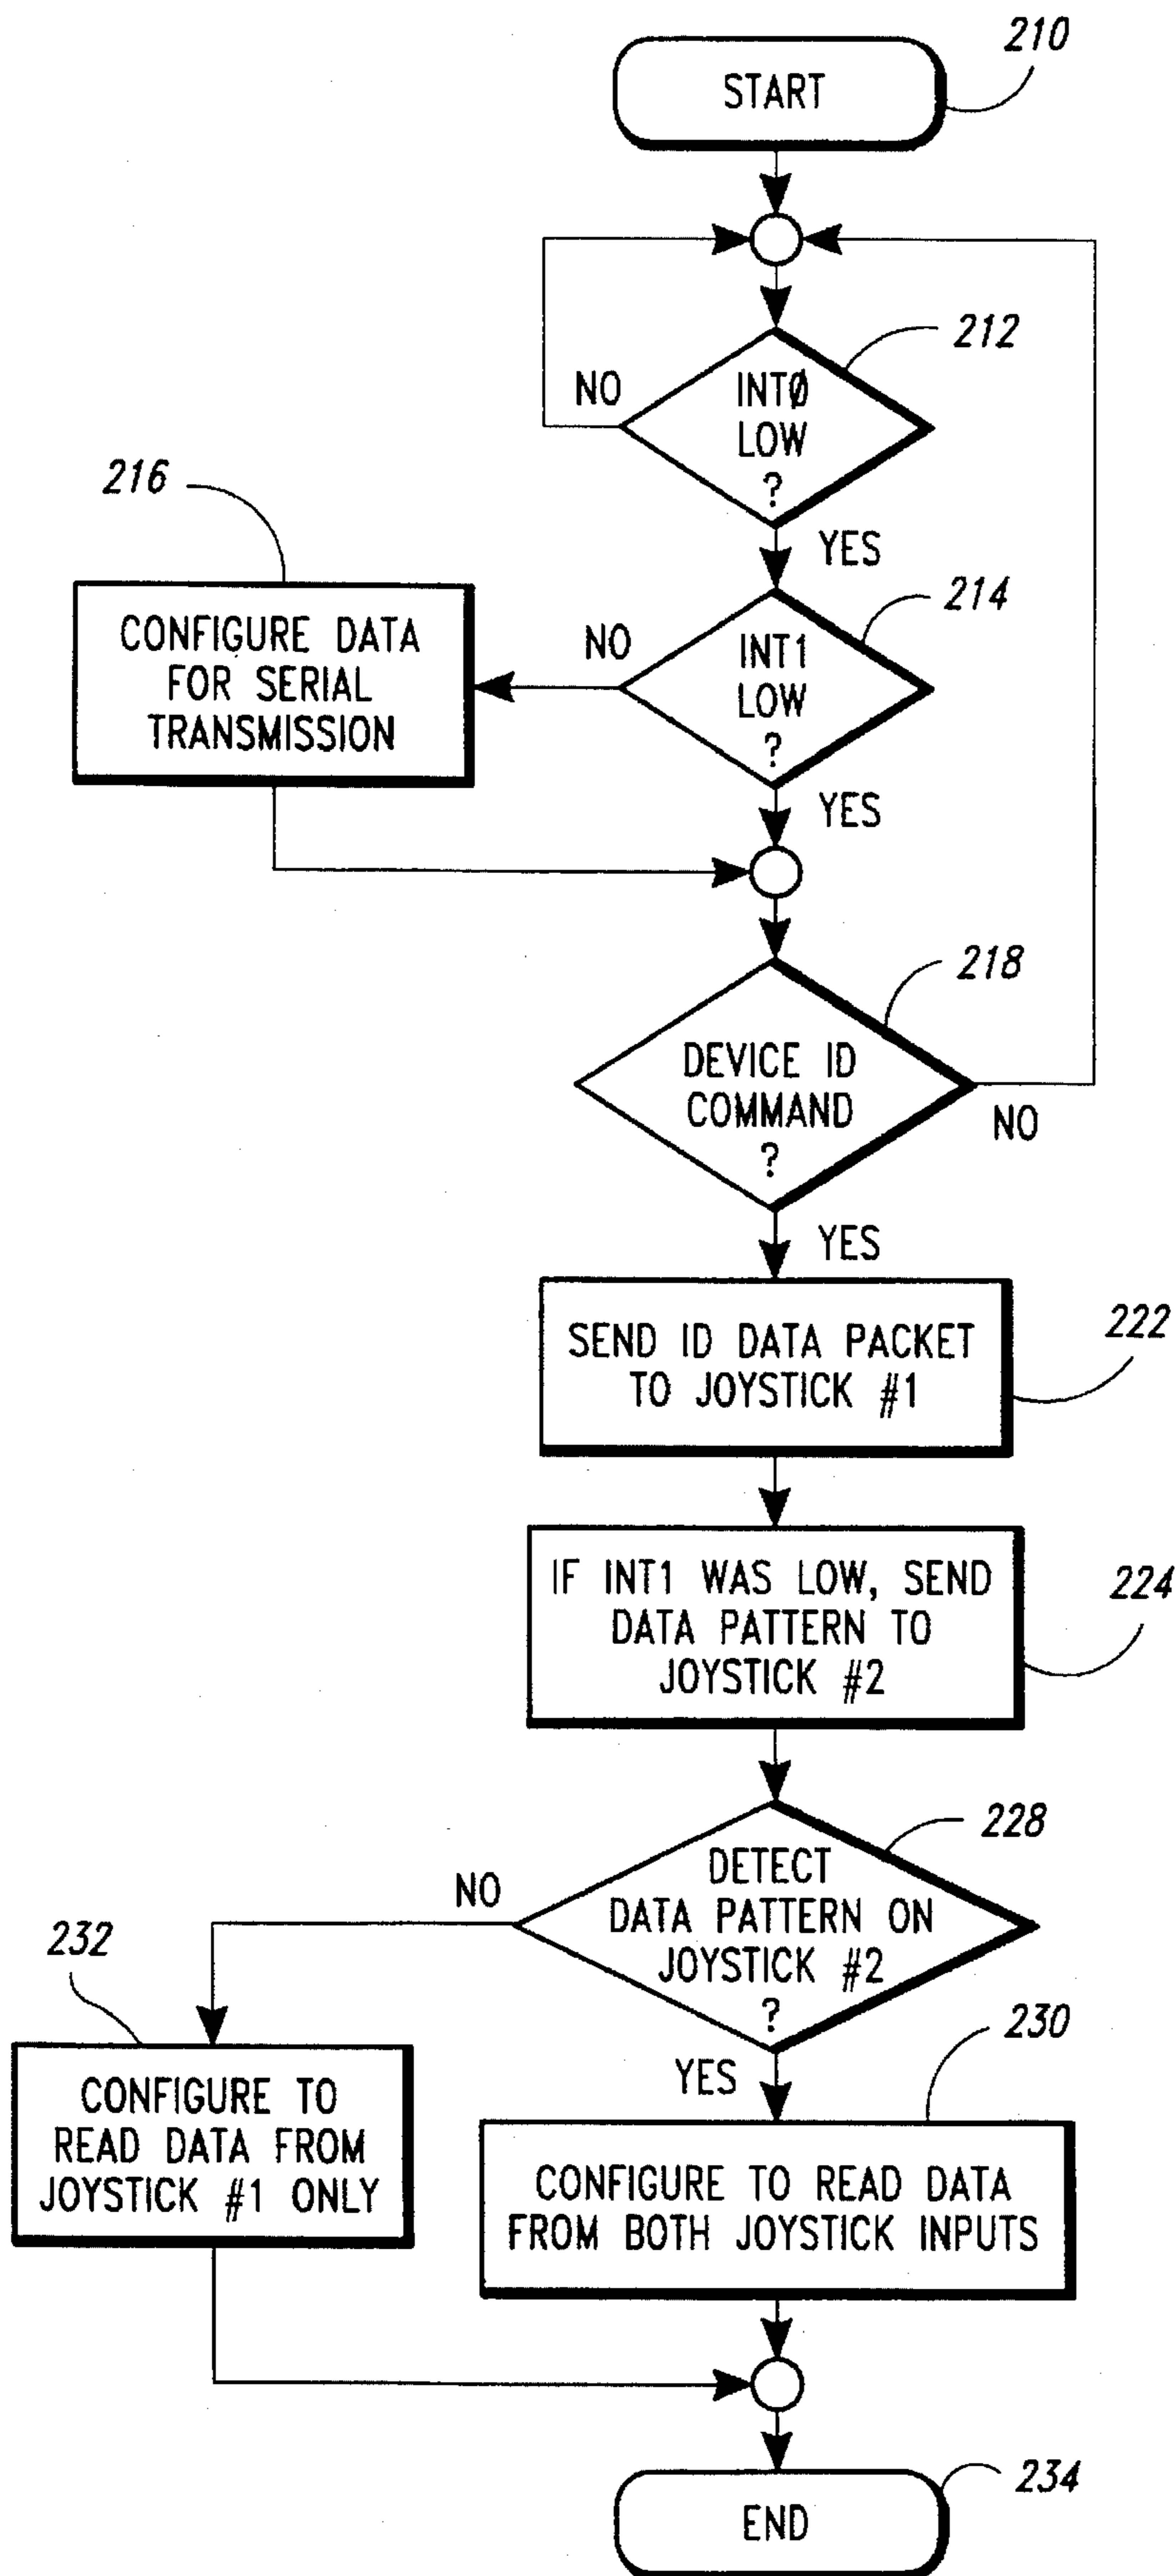 210
START
212
NO
INTØ
LOW
?
YES
216
214
CONFIGURE DATA
FOR SERIAL
TRANSMISSION
NO
INT1
LOW
?
YES
218
DEVICE ID
COMMAND
?
NO
YES
222
SEND ID DATA PACKET
TO JOYSTICK #1
224
IF INT1 WAS LOW, SEND
DATA PATTERN TO
JOYSTICK #2
228
NO
DETECT
DATA PATTERN ON
JOYSTICK #2
?
232
YES
230
CONFIGURE TO
READ DATA FROM
JOYSTICK #1 ONLY
CONFIGURE TO READ DATA
FROM BOTH JOYSTICK INPUTS
234
END